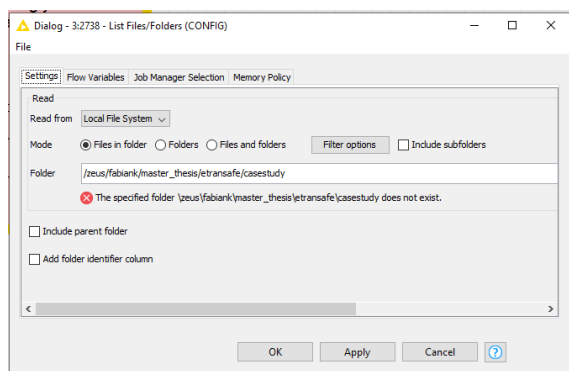 Dialog - 3:2738 - List Files/Folders (CONFIG)
File
Settings Flow Variables Job Manager Selection Memory Policy
Read
Read from Local File System
Mode Files in folder Folders Files and folders Filter options Include subfolders
Folder /zeus/fabiank/master_thesis/etransafe/casestudy
The specified folder \zeus\fabiank\master_thesis\etransafe\casestudy does not exist.
Include parent folder
Add folder identifier column
OK Apply Cancel ?